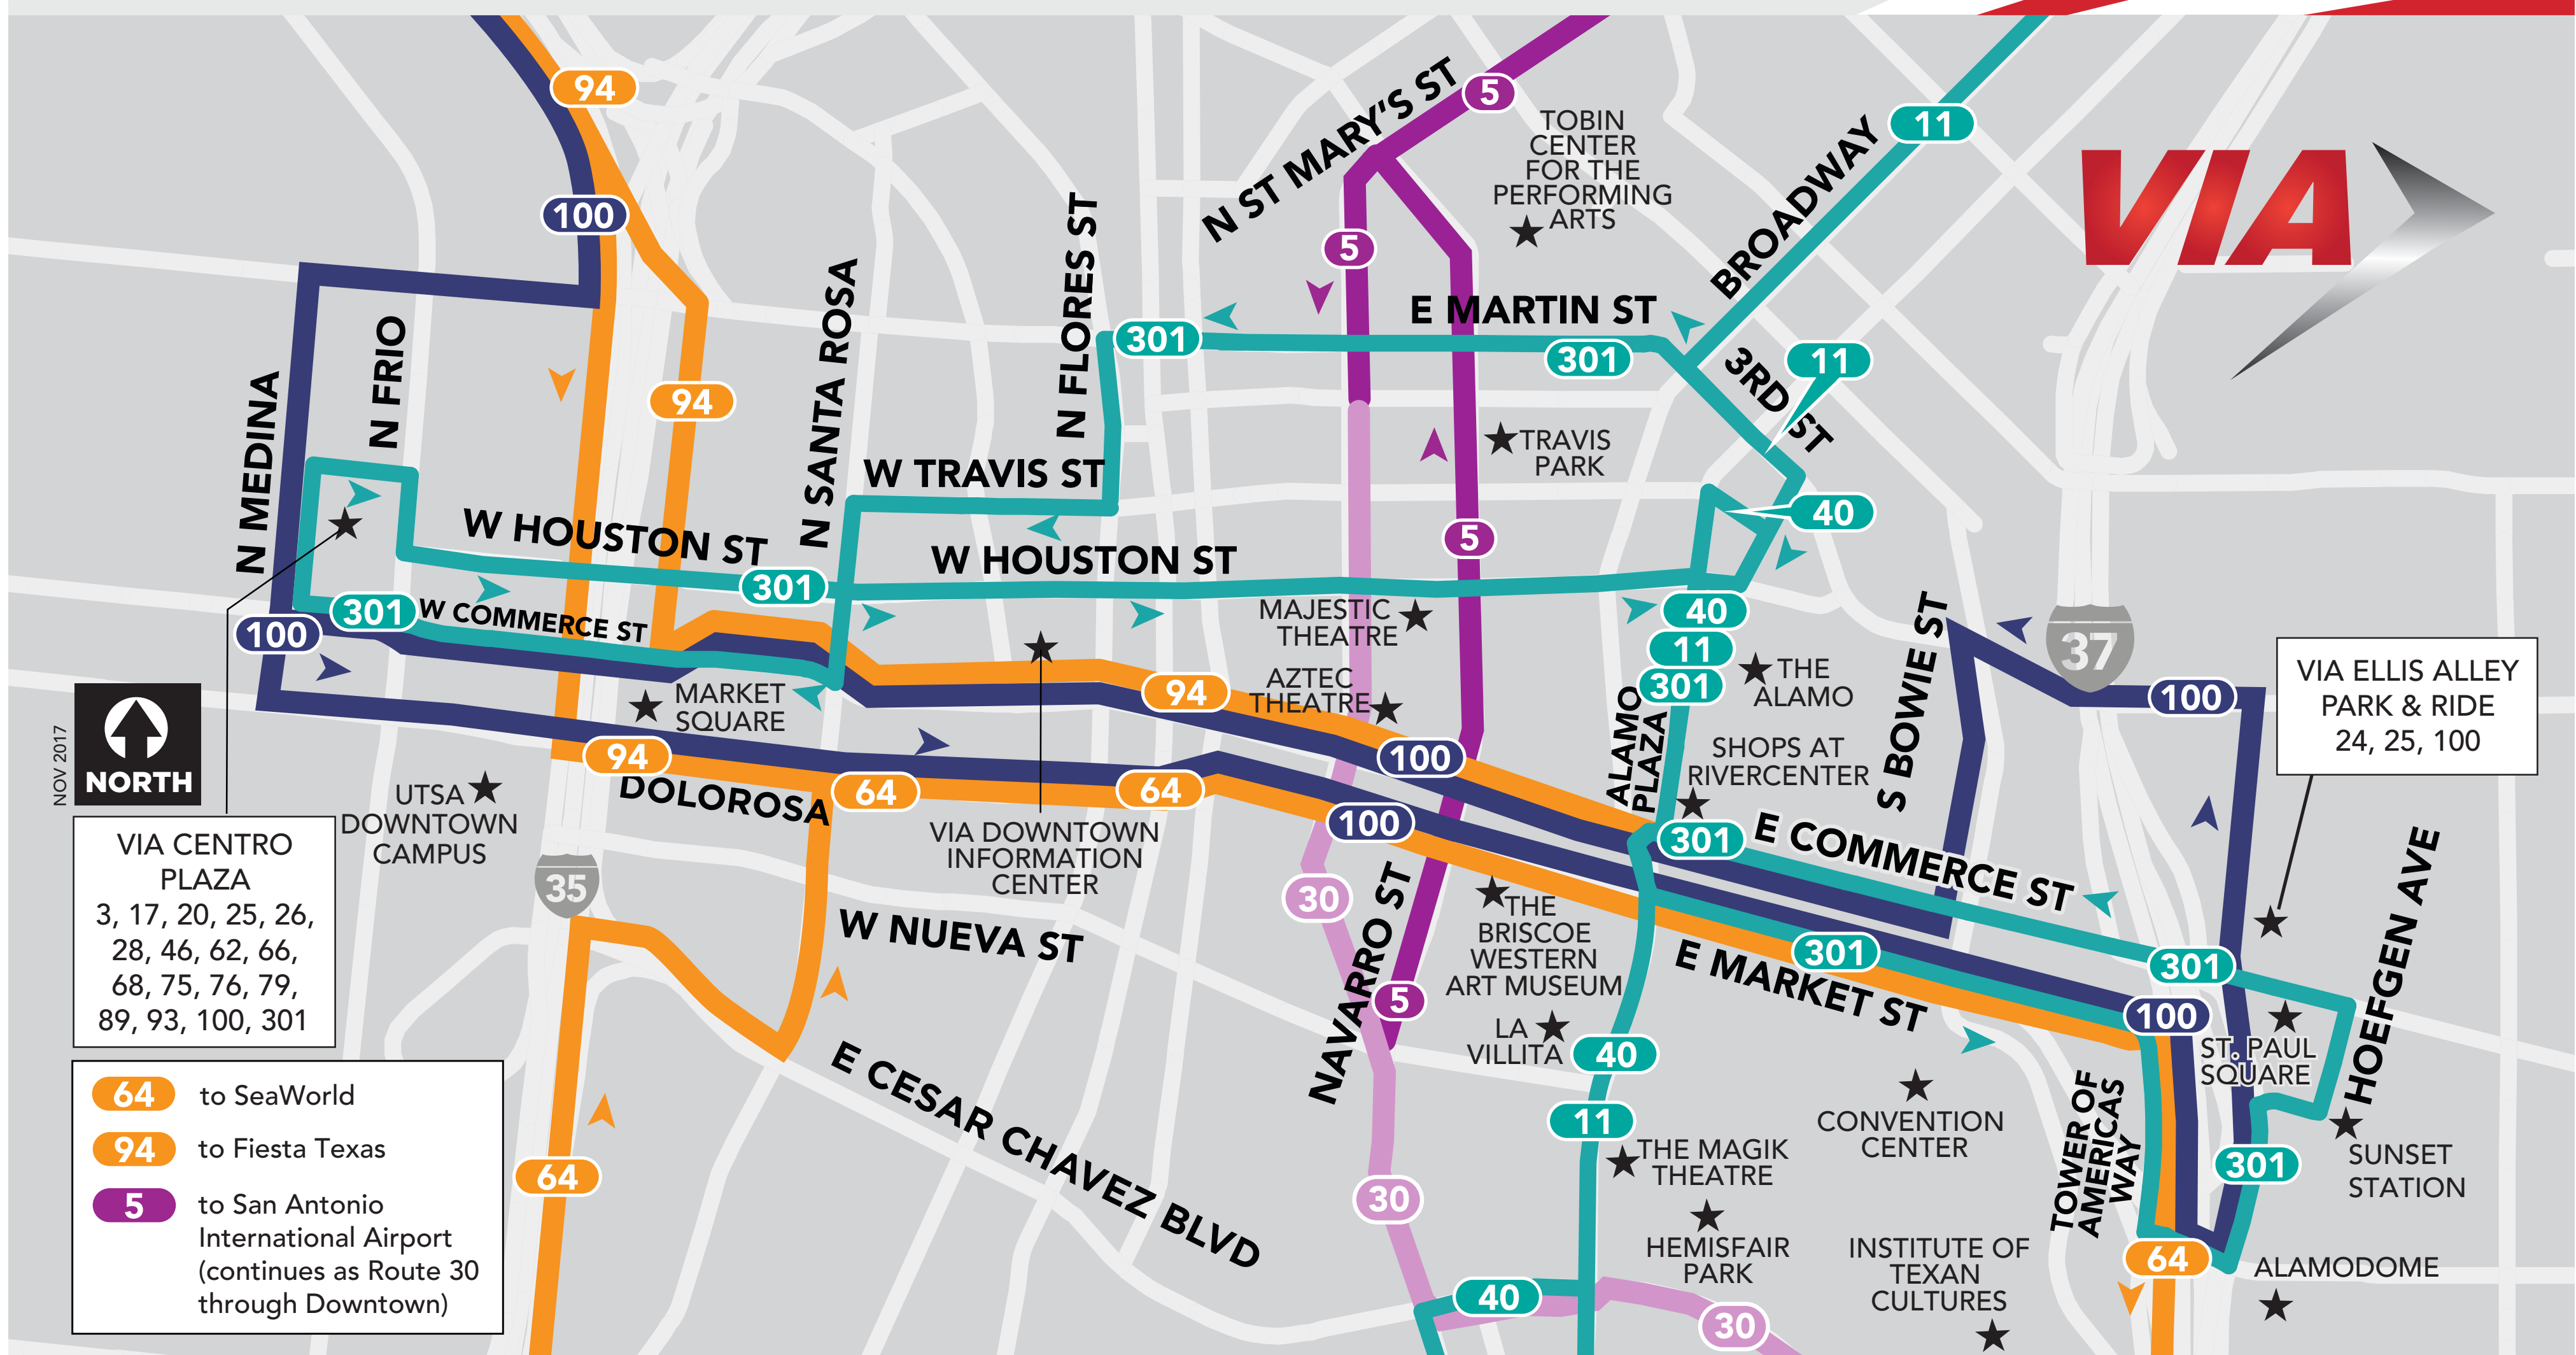 94
5
N ST MARY'S ST
TOBIN
CENTER
FOR THE
PERFORMING
ARTS
11
BROADWAY
VIA
100
5
N FLORES ST
N SANTA ROSA
E MARTIN ST
301
301
N FRIO
N MEDINA
94
3RD ST
11
TRAVIS
PARK
W TRAVIS ST
40
W HOUSTON ST
5
W HOUSTON ST
301
301
W COMMERCE ST
100
MAJESTIC
THEATRE
40
11
301
THE
ALAMO
S BOWIE ST
37
100
VIA ELLIS ALLEY
PARK & RIDE
24, 25, 100
NORTH
NOV 2017
MARKET
SQUARE
94
AZTEC
THEATRE
ALAMO
PLAZA
SHOPS AT
RIVERCENTER
94
100
DOLOROSA
64
64
100
301
E COMMERCE ST
UTSA
DOWNTOWN
CAMPUS
VIA DOWNTOWN
INFORMATION
CENTER
35
VIA CENTRO
PLAZA
3, 17, 20, 25, 26,
28, 46, 62, 66,
68, 75, 76, 79,
89, 93, 100, 301
30
W NUEVA ST
NAVARRO ST
5
THE
BRISCOE
WESTERN
ART MUSEUM
E MARKET ST
301
301
HOEFGEN AVE
100
LA
VILLITA
40
ST. PAUL
SQUARE
E CESAR CHAVEZ BLVD
11
CONVENTION
CENTER
TOWER OF
AMERICAS
WAY
THE MAGIK
THEATRE
301
SUNSET
STATION
64
30
HEMISFAIR
PARK
INSTITUTE OF
TEXAN
CULTURES
64
ALAMODOME
40
30
64 to SeaWorld
94 to Fiesta Texas
5 to San Antonio
International Airport
(continues as Route 30
through Downtown)